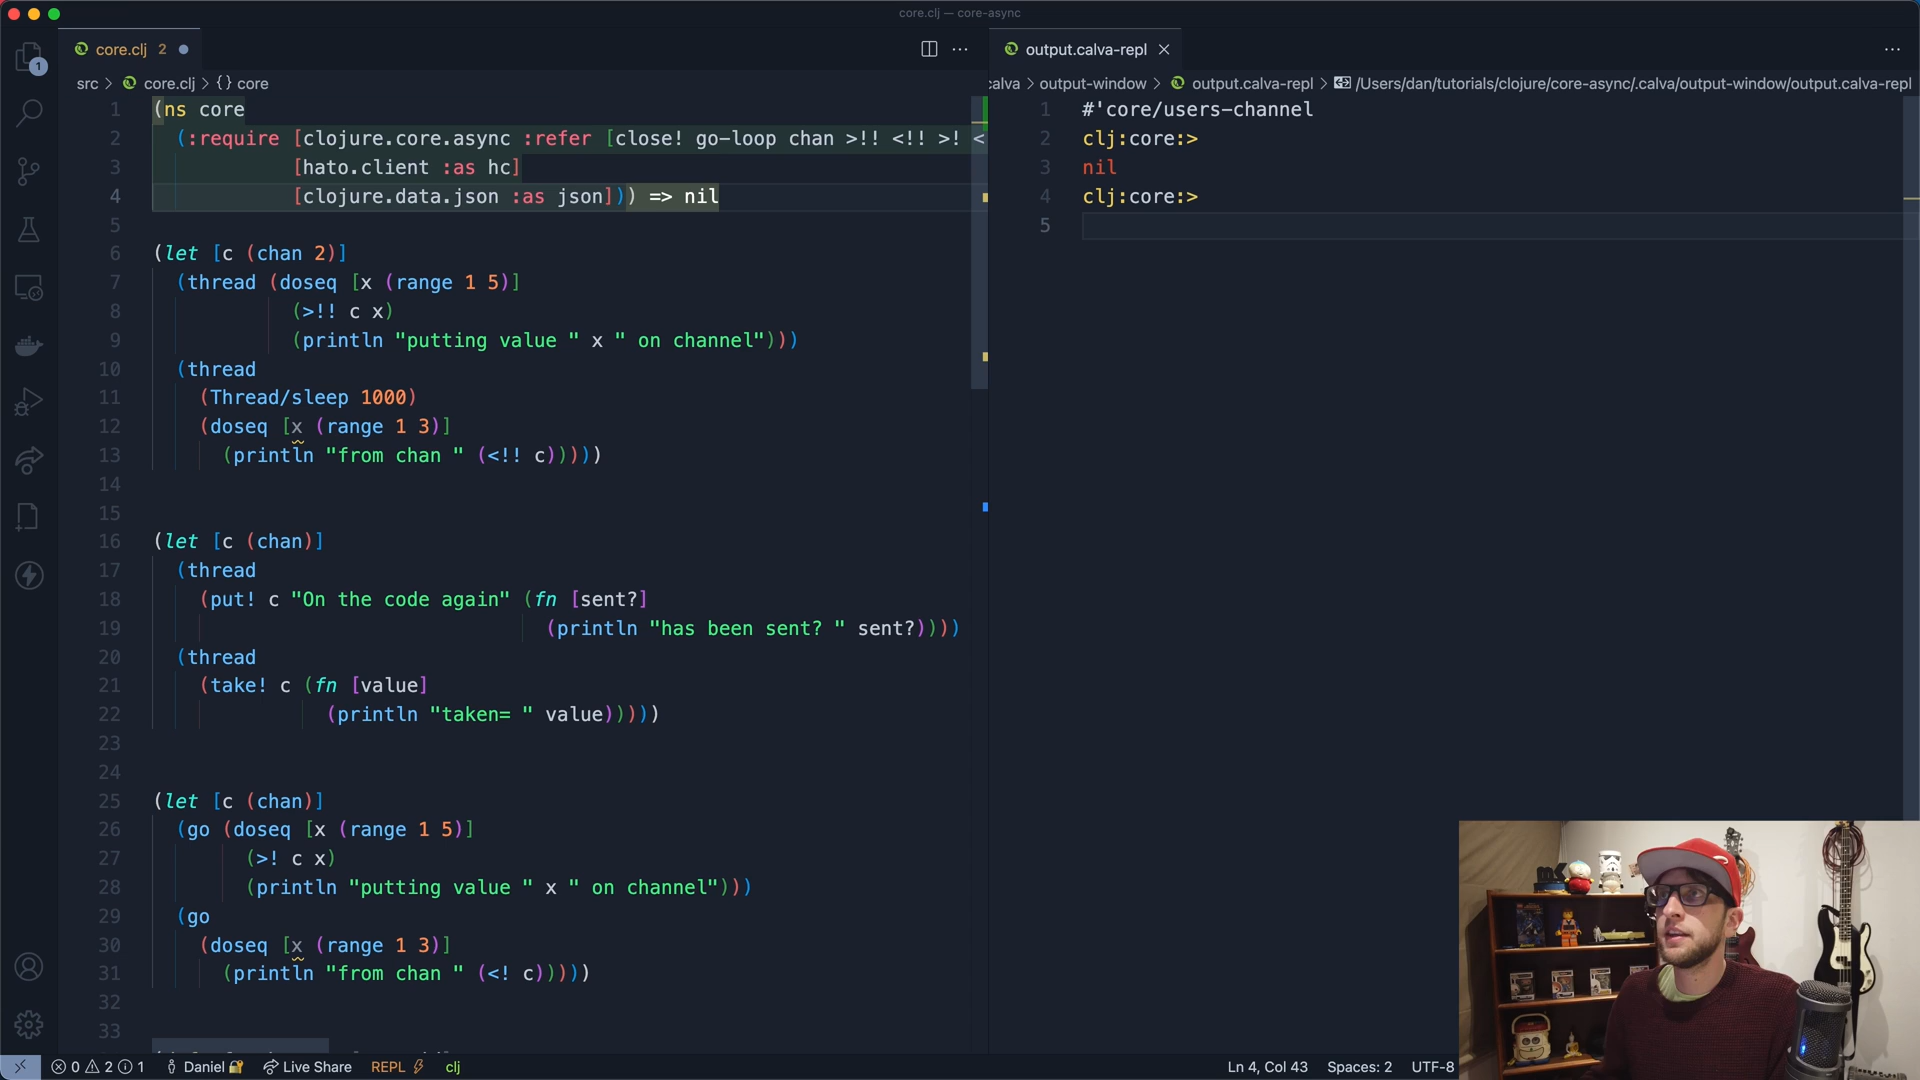 core.clj — core-async
core.clj 2
output.calva-repl
src > core.clj > {} core
calva > output-window > output.calva-repl > /Users/dan/tutorials/clojure/core-async/.calva/output-window/output.calva-repl
1
1 (ns core
2 (:require [clojure.core.async :refer [close! go-loop chan >!! <!! >! <
3 [hato.client :as hc]
4 [clojure.data.json :as json])) => nil
5
6 (let [c (chan 2)]
7 (thread (doseq [x (range 1 5)]
8 (>!! c x)
9 (println "putting value " x " on channel")))
10 (thread
11 (Thread/sleep 1000)
12 (doseq [x (range 1 3)]
13 (println "from chan " (<!! c)))))
14
15
16 (let [c (chan)]
17 (thread
18 (put! c "On the code again" (fn [sent?]
19 (println "has been sent? " sent?))))
20 (thread
21 (take! c (fn [value]
22 (println "taken= " value)))))
23
24
25 (let [c (chan)]
26 (go (doseq [x (range 1 5)]
27 (>! c x)
28 (println "putting value " x " on channel")))
29 (go
30 (doseq [x (range 1 3)]
31 (println "from chan " (<! c)))))
32
33
1 #'core/users-channel
2 clj:core:>
3 nil
4 clj:core:>
5
0 2 1 Daniel Live Share REPL clj
Ln 4, Col 43 Spaces: 2 UTF-8